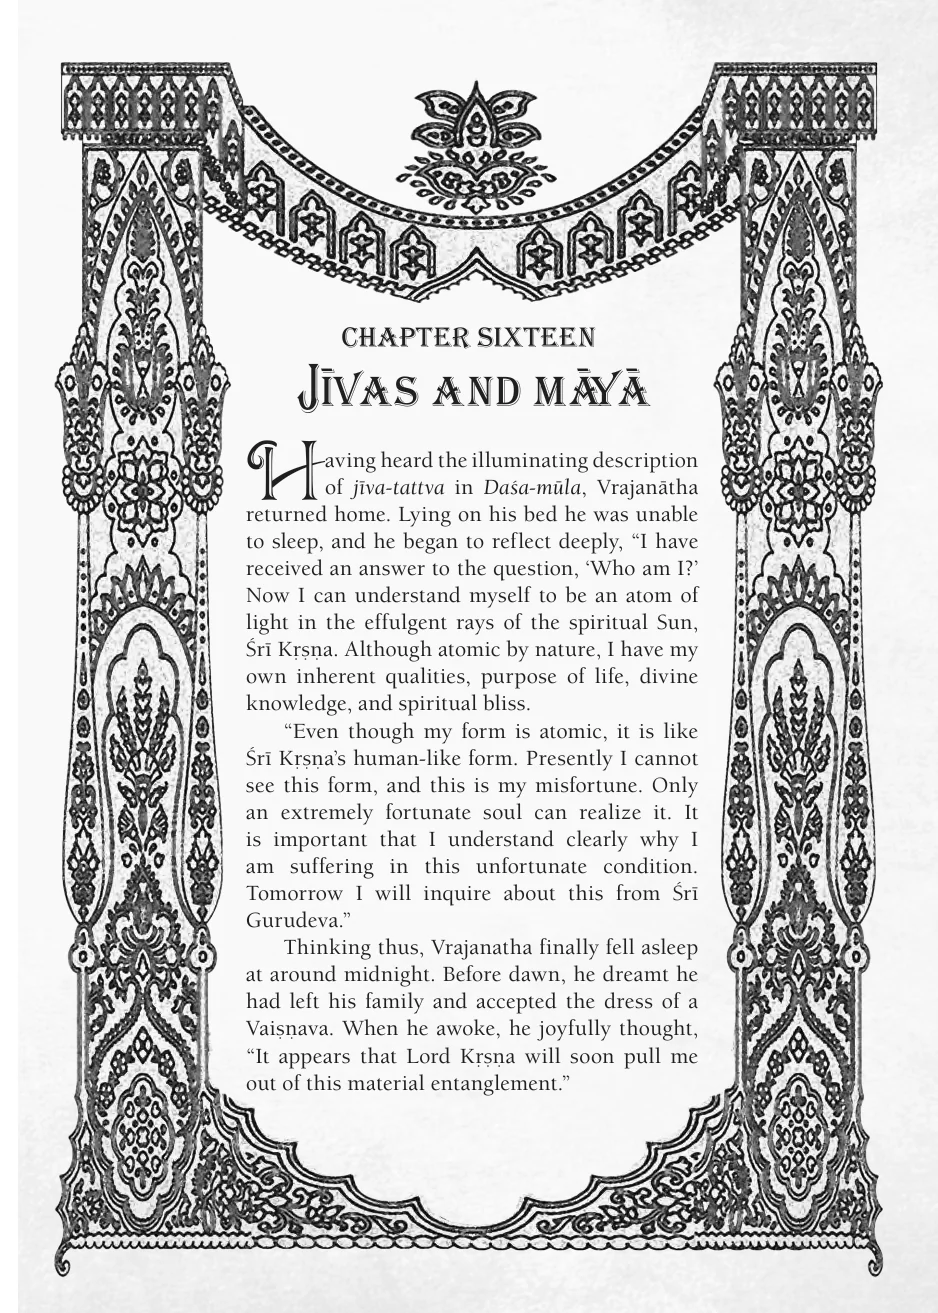 CHAPTER SIXTEEN
JĪVAS AND MĀYĀ
Having heard the illuminating description
of jīva-tattva in Daśa-mūla, Vrajanātha
returned home. Lying on his bed he was unable
to sleep, and he began to reflect deeply, “I have
received an answer to the question, ‘Who am I?’
Now I can understand myself to be an atom of
light in the effulgent rays of the spiritual Sun,
Śrī Kṛṣṇa. Although atomic by nature, I have my
own inherent qualities, purpose of life, divine
knowledge, and spiritual bliss.
“Even though my form is atomic, it is like
Śrī Kṛṣṇa’s human-like form. Presently I cannot
see this form, and this is my misfortune. Only
an extremely fortunate soul can realize it. It
is important that I understand clearly why I
am suffering in this unfortunate condition.
Tomorrow I will inquire about this from Śrī
Gurudeva.”
Thinking thus, Vrajanatha finally fell asleep
at around midnight. Before dawn, he dreamt he
had left his family and accepted the dress of a
Vaiṣṇava. When he awoke, he joyfully thought,
“It appears that Lord Kṛṣṇa will soon pull me
out of this material entanglement.”